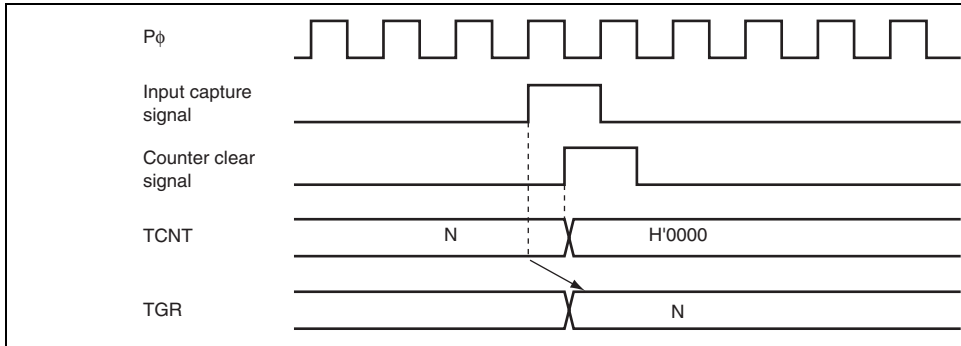 Pϕ
Input capture
signal
Counter clear
signal
TCNT
N
H'0000
TGR
N